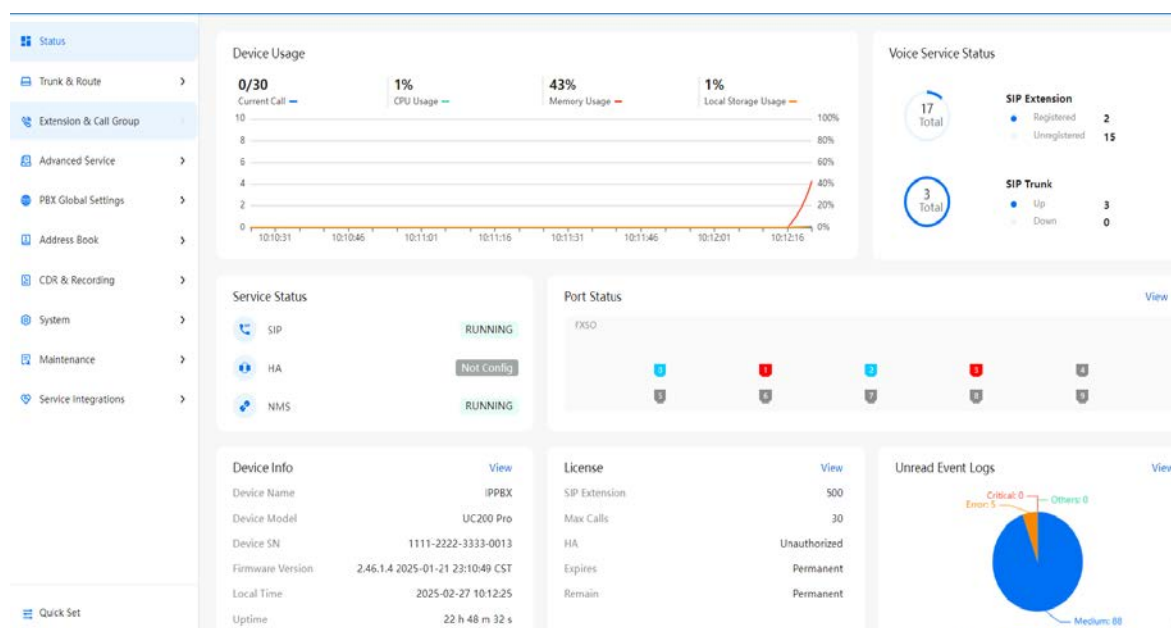 Status
Trunk & Route
Extension & Call Group
Advanced Service
PBX Global Settings
Address Book
CDR & Recording
System
Maintenance
Service Integrations
Quick Set
Device Usage
0/30 1% 43% 1%
Current Call CPU Usage Memory Usage Local Storage Usage
10 100%
8 80%
6 60%
4 40%
2 20%
0 0%
10:10:31 10:10:46 10:11:01 10:11:16 10:11:31 10:11:46 10:12:01 10:12:16
Voice Service Status
17
Total
SIP Extension
Registered 2
Unregistered 15
3
Total
SIP Trunk
Up 3
Down 0
Service Status
SIP RUNNING
HA Not Config
NMS RUNNING
Port Status View
FXSO
0 1 2 3 4
5 6 7 8 9
Device Info View
Device Name IPPBX
Device Model UC200 Pro
Device SN 1111-2222-3333-0013
Firmware Version 2.46.1.4 2025-01-21 23:10:49 CST
Local Time 2025-02-27 10:12:25
Uptime 22 h 48 m 32 s
License View
SIP Extension 500
Max Calls 30
HA Unauthorized
Expires Permanent
Remain Permanent
Unread Event Logs View
Critical: 0 Others: 0
Error: 5
Medium: 88